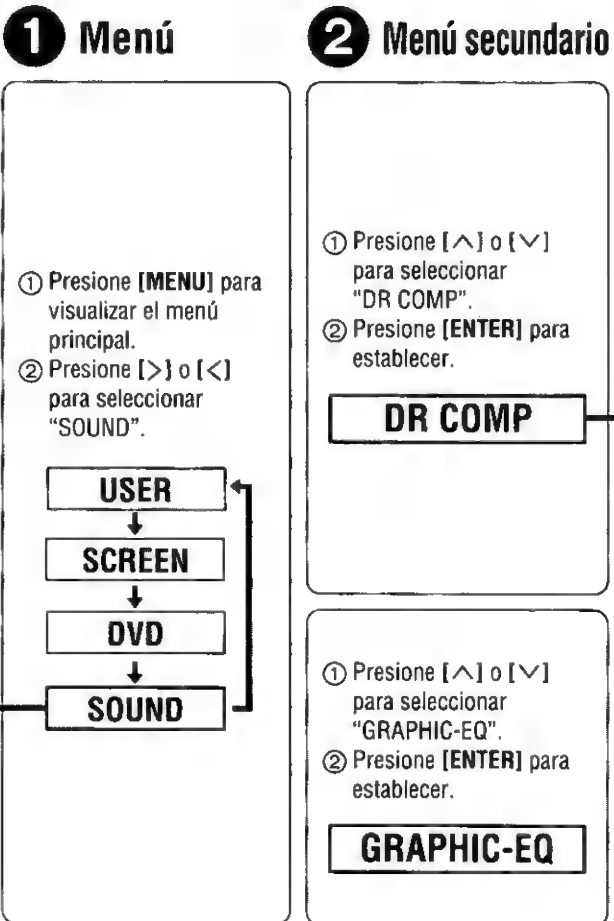 1 Menú
① Presione [MENU] para
visualizar el menú
principal.
② Presione [>] o [<]
para seleccionar
"SOUND".
USER
SCREEN
DVD
SOUND
2 Menú secundario
① Presione [∧] o [∨]
para seleccionar
"DR COMP".
② Presione [ENTER] para
establecer.
DR COMP
① Presione [∧] o [∨]
para seleccionar
"GRAPHIC-EQ".
② Presione [ENTER] para
establecer.
GRAPHIC-EQ